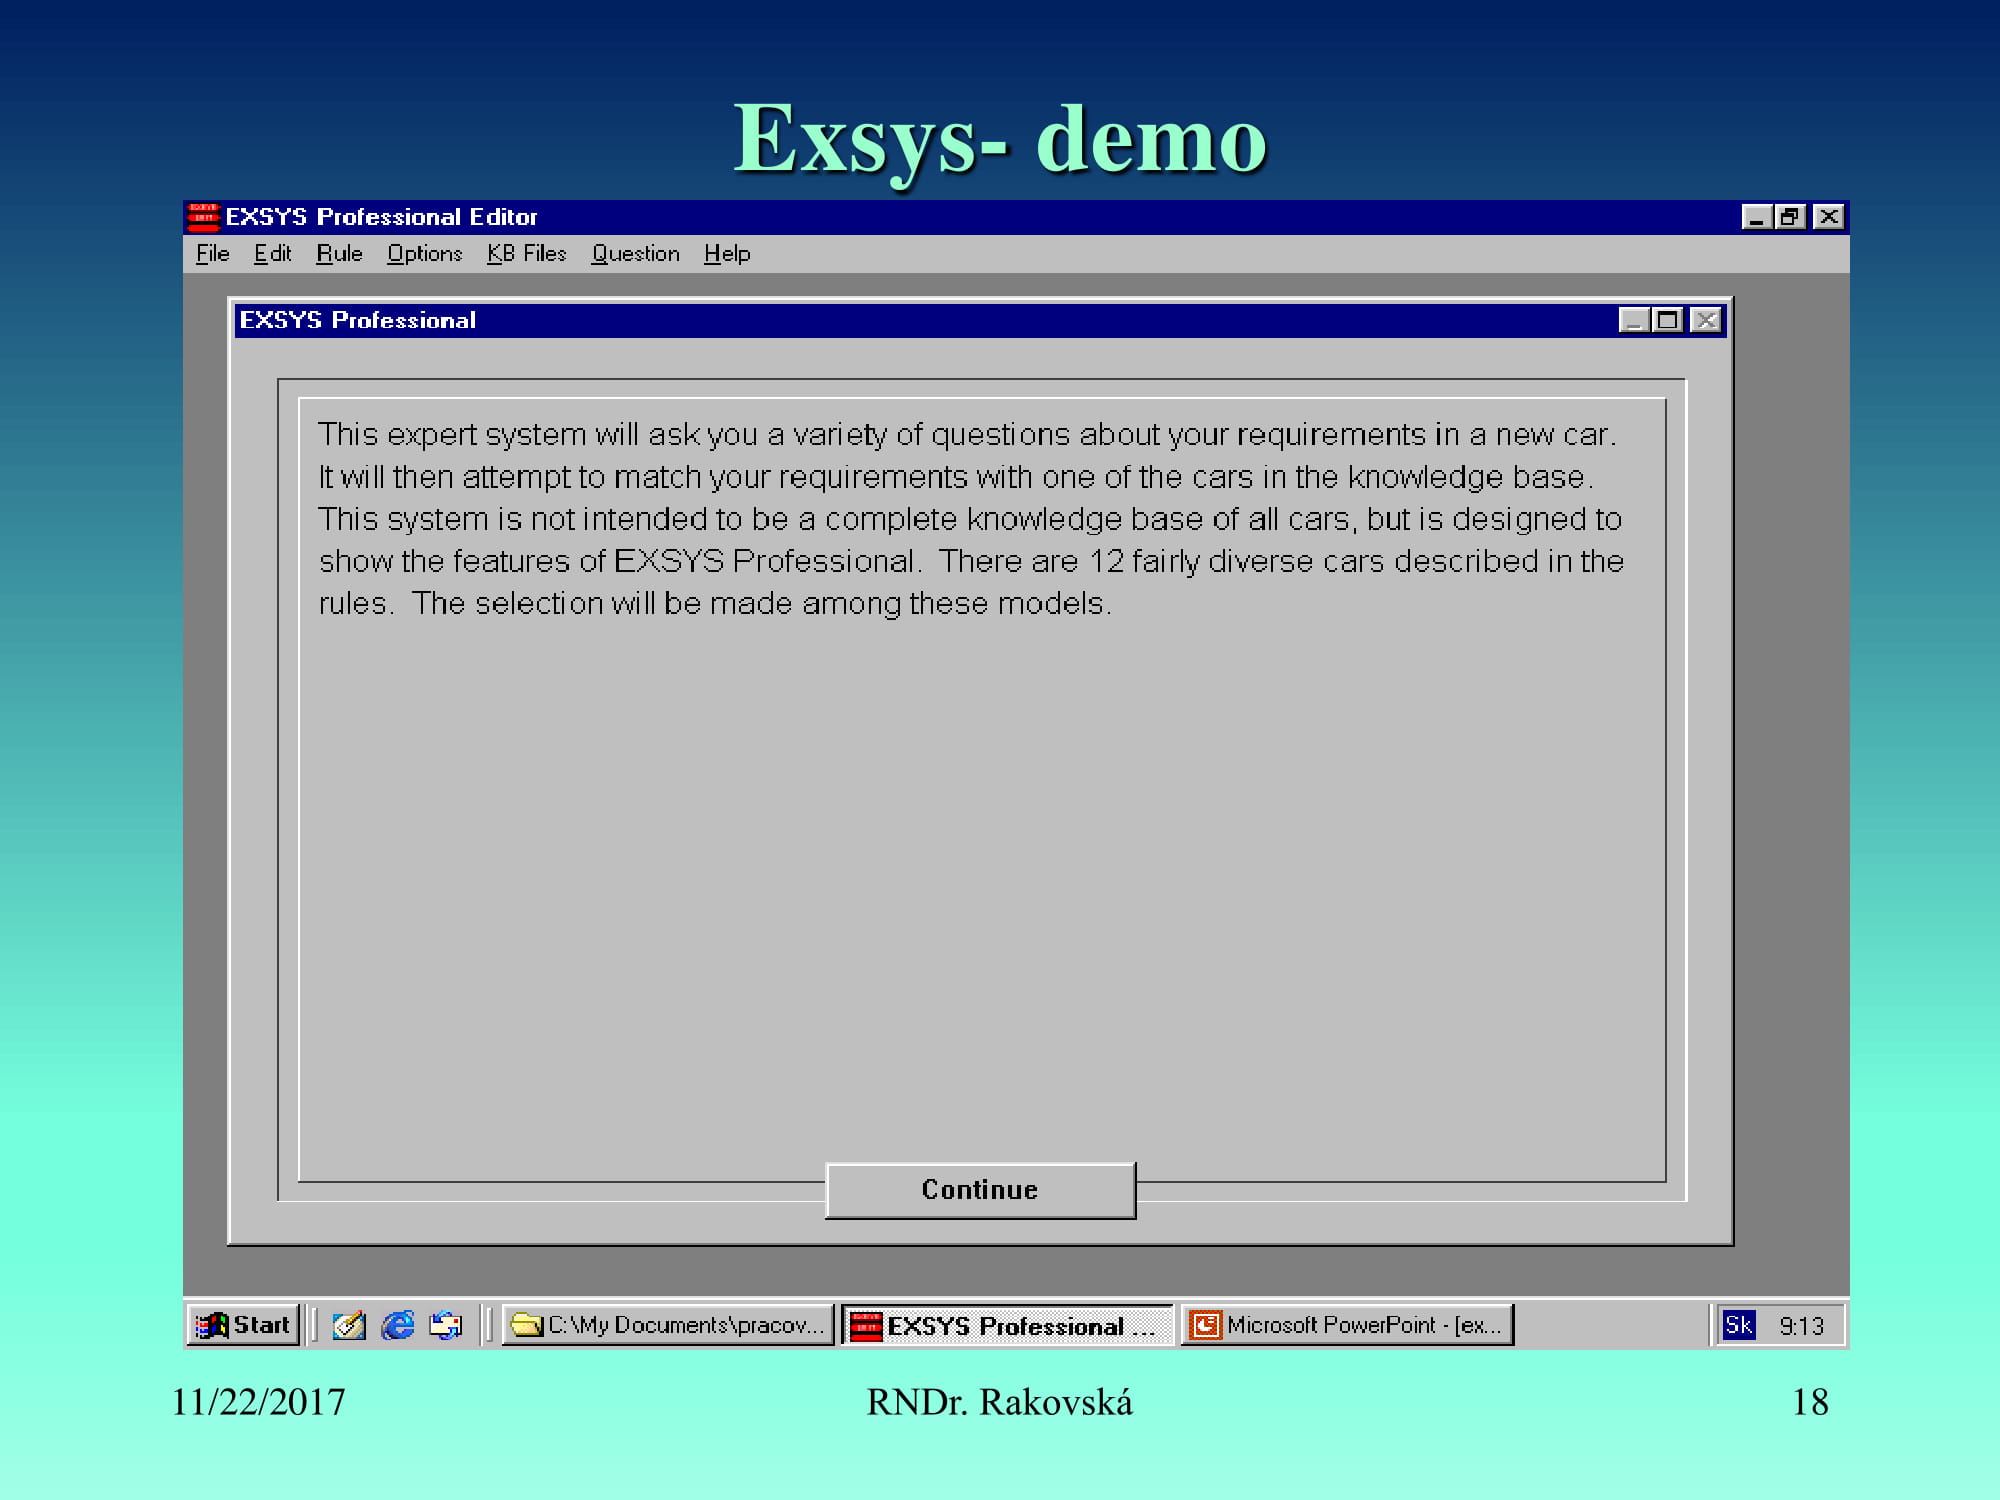 Exsys- demo
EXSYS Professional Editor
File Edit Rule Options KB Files Question Help
EXSYS Professional
This expert system will ask you a variety of questions about your requirements in a new car.
It will then attempt to match your requirements with one of the cars in the knowledge base.
This system is not intended to be a complete knowledge base of all cars, but is designed to
show the features of EXSYS Professional.  There are 12 fairly diverse cars described in the
rules.  The selection will be made among these models.
Continue
Start C:\My Documents\pracov... EXSYS Professional ... Microsoft PowerPoint - [ex... Sk 9:13
11/22/2017 RNDr. Rakovská 18